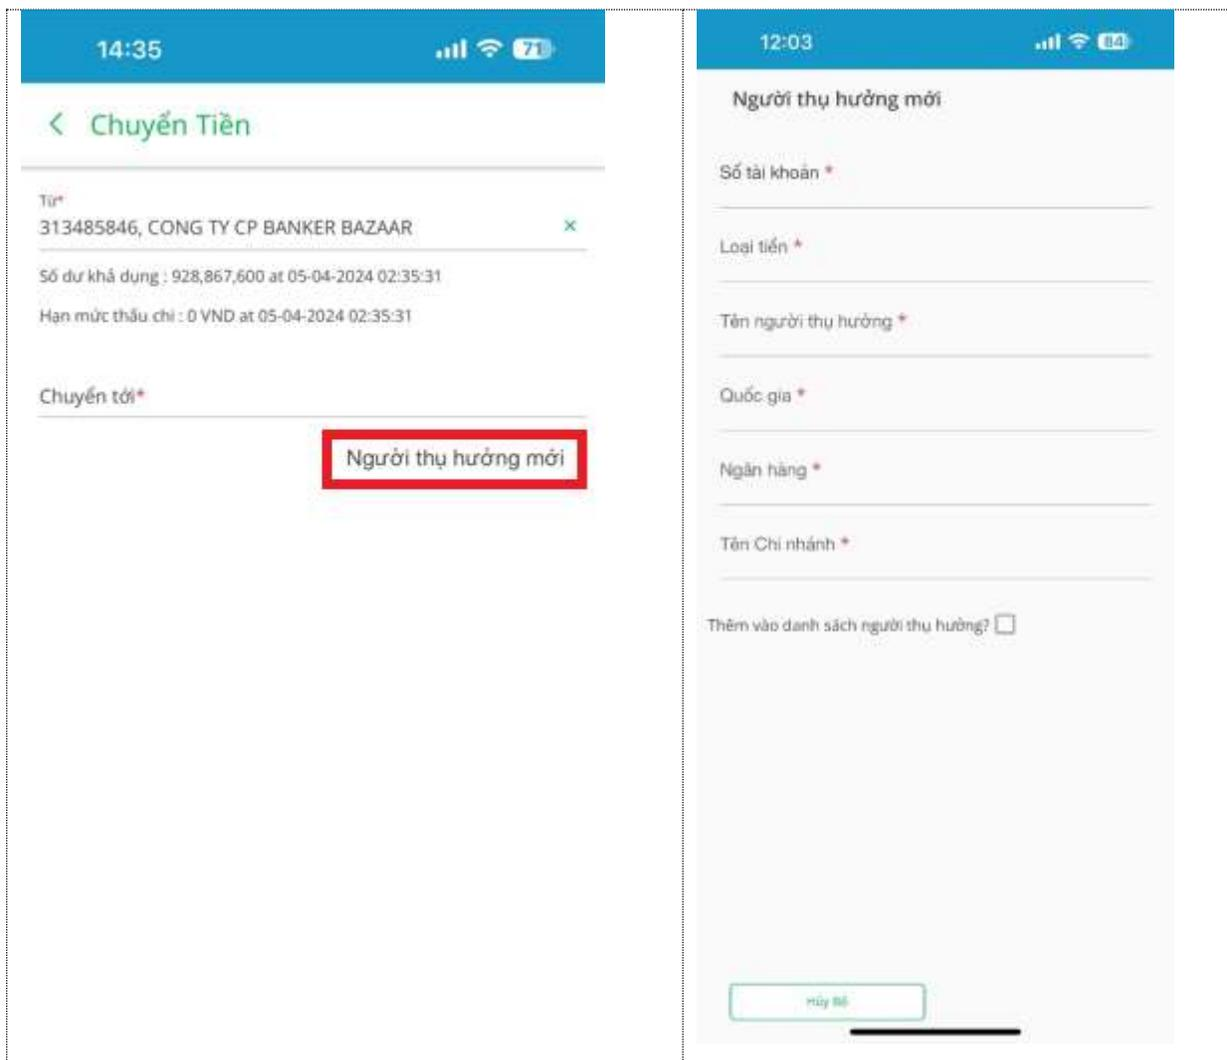 14:35
71
Chuyển Tiền
Từ*
313485846, CONG TY CP BANKER BAZAAR
Số dư khả dụng : 928,867,600 at 05-04-2024 02:35:31
Hạn mức thấu chi : 0 VND at 05-04-2024 02:35:31
Chuyển tới*
Người thụ hưởng mới
12:03
84
Người thụ hưởng mới
Số tài khoản *
Loại tiền *
Tên người thụ hưởng *
Quốc gia *
Ngân hàng *
Tên Chi nhánh *
Thêm vào danh sách người thụ hưởng?
Hủy Bỏ